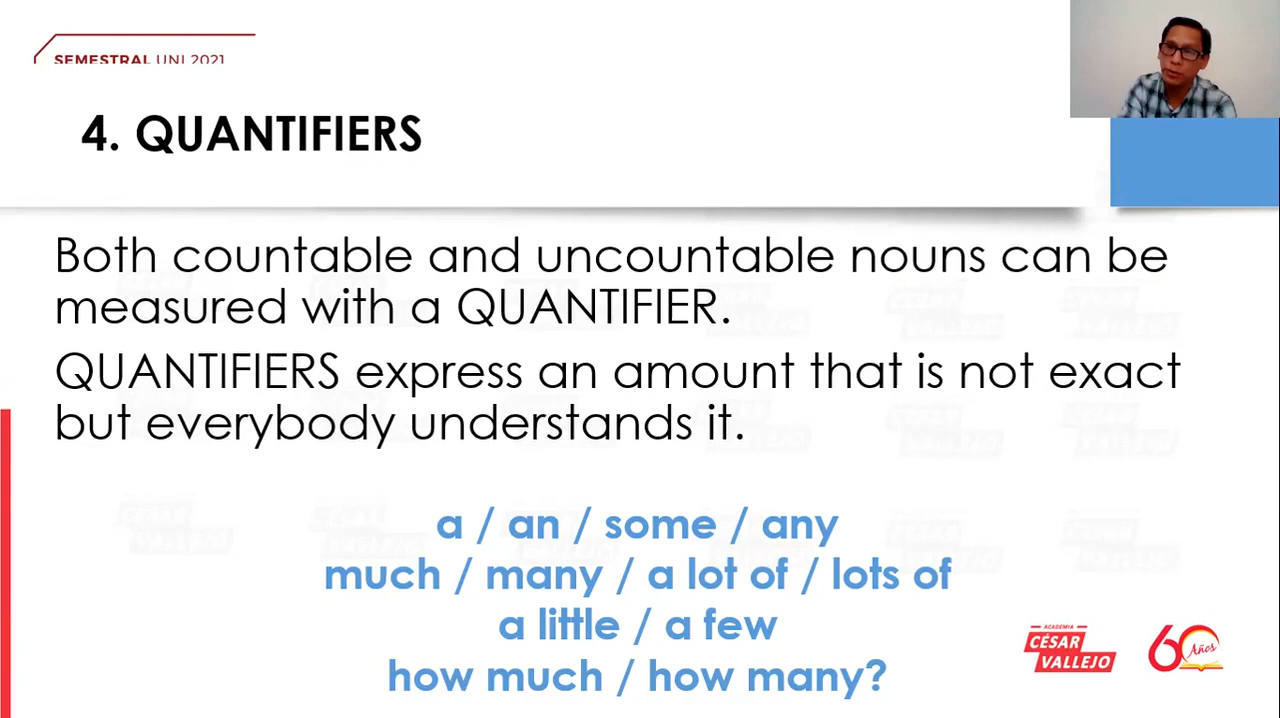 SEMESTRAL UNI 2021
4. QUANTIFIERS
Both countable and uncountable nouns can be
measured with a QUANTIFIER.
QUANTIFIERS express an amount that is not exact
but everybody understands it.
a / an / some / any
much / many / a lot of / lots of
a little / a few
how much / how many?
ACADEMIA
CÉSAR
VALLEJO
60
Años